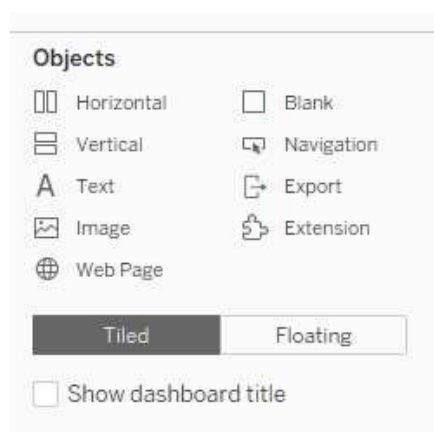 Objects
Horizontal Blank
Vertical Navigation
Text Export
Image Extension
Web Page
Tiled Floating
Show dashboard title